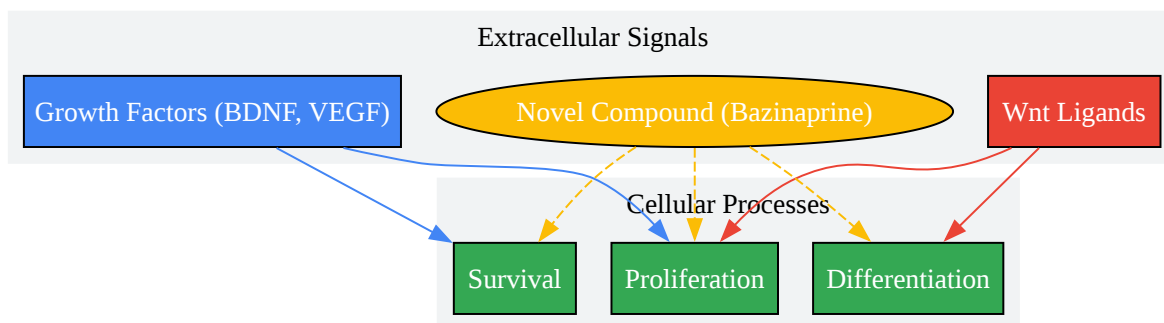 Extracellular Signals
Growth Factors (BDNF, VEGF)
Novel Compound (Bazinaprine)
Wnt Ligands
Cellular Processes
Survival
Proliferation
Differentiation